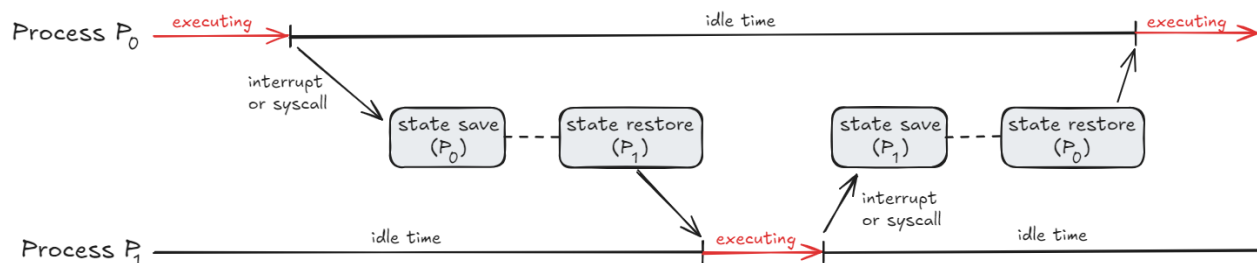 executing
idle time
executing
Process P₀
interrupt
or syscall
state save
(P₀)
state restore
(P₁)
state save
(P₁)
state restore
(P₀)
interrupt
or syscall
idle time
executing
idle time
Process P₁